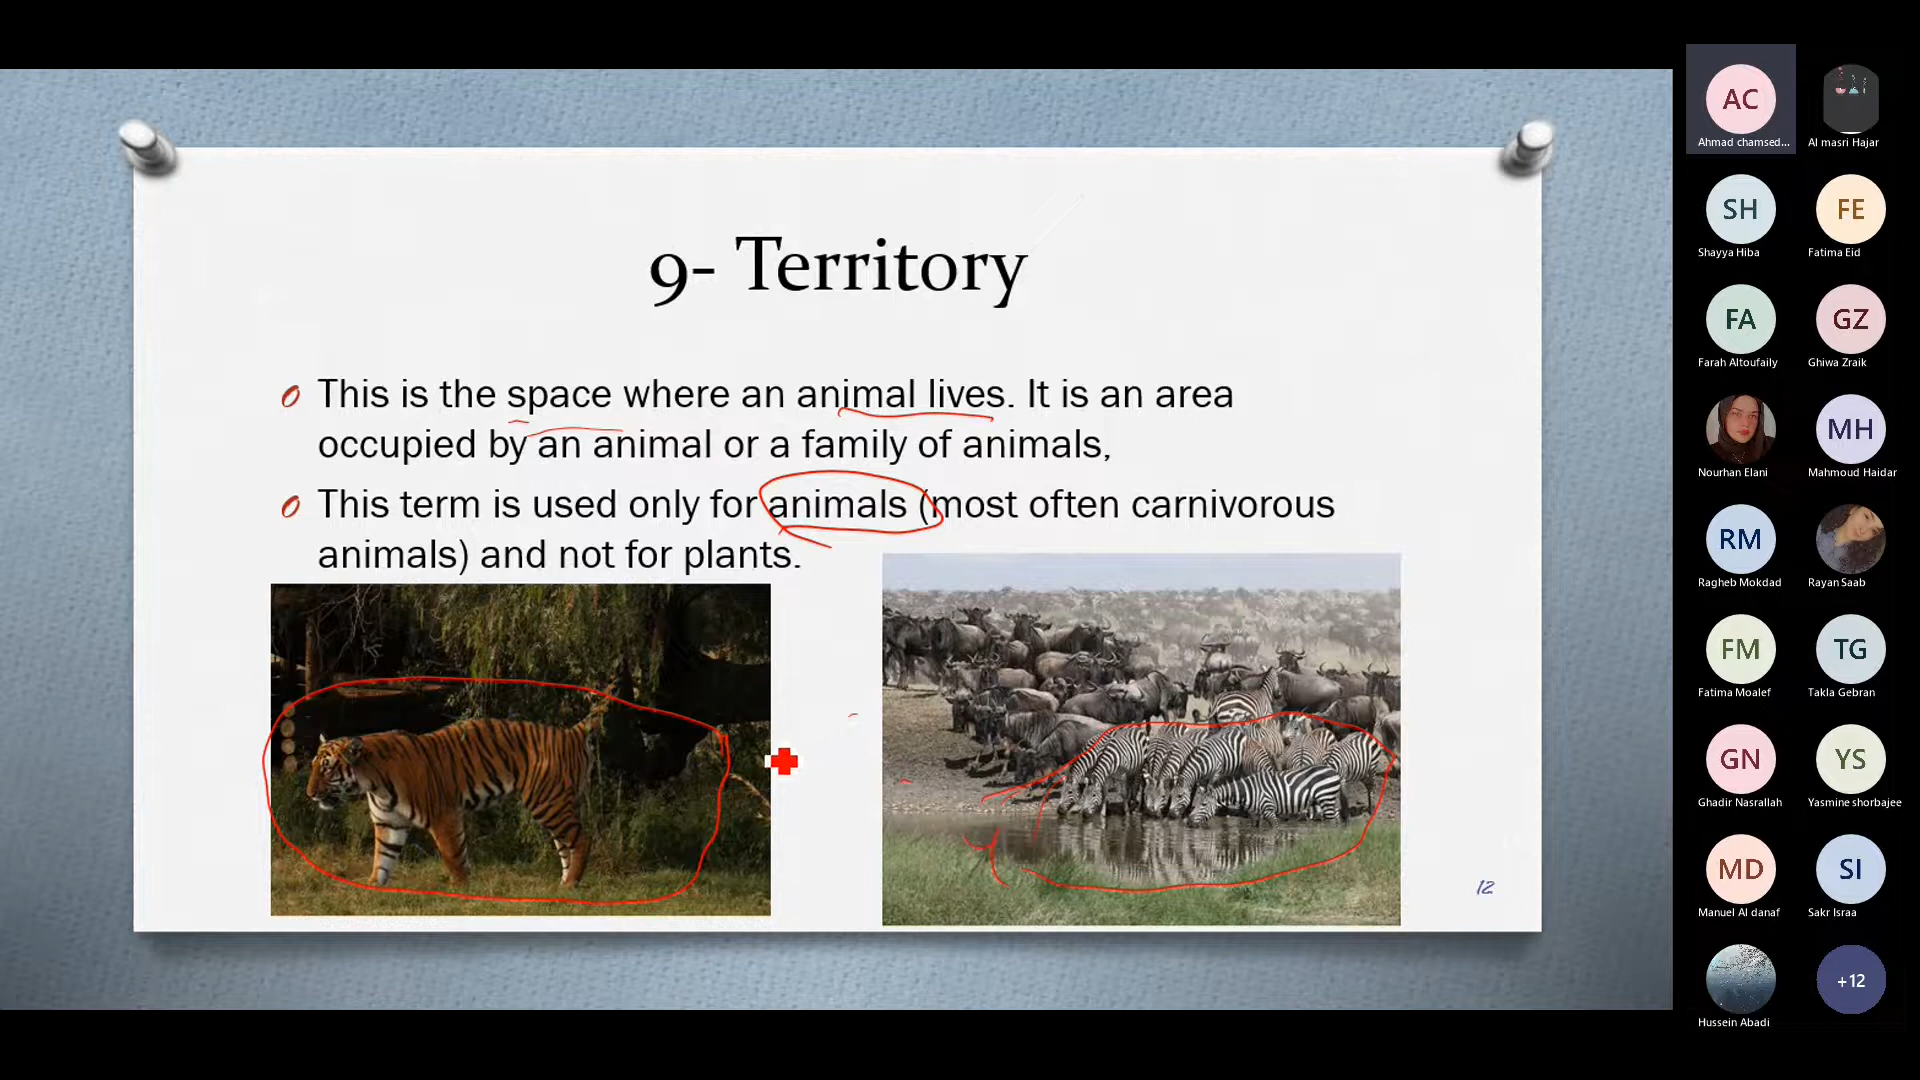 9- Territory
This is the space where an animal lives. It is an area
occupied by an animal or a family of animals,
This term is used only for animals (most often carnivorous
animals) and not for plants.
12
AC
Ahmad chamsed...
Al masri Hajar
SH
Shayya Hiba
FE
Fatima Eid
FA
Farah Altoufaily
GZ
Ghiwa Zraik
Nourhan Elani
MH
Mahmoud Haidar
RM
Ragheb Mokdad
Rayan Saab
FM
Fatima Moalef
TG
Takla Gebran
GN
Ghadir Nasrallah
YS
Yasmine shorbajee
MD
Manuel Al danaf
SI
Sakr Israa
Hussein Abadi
+12